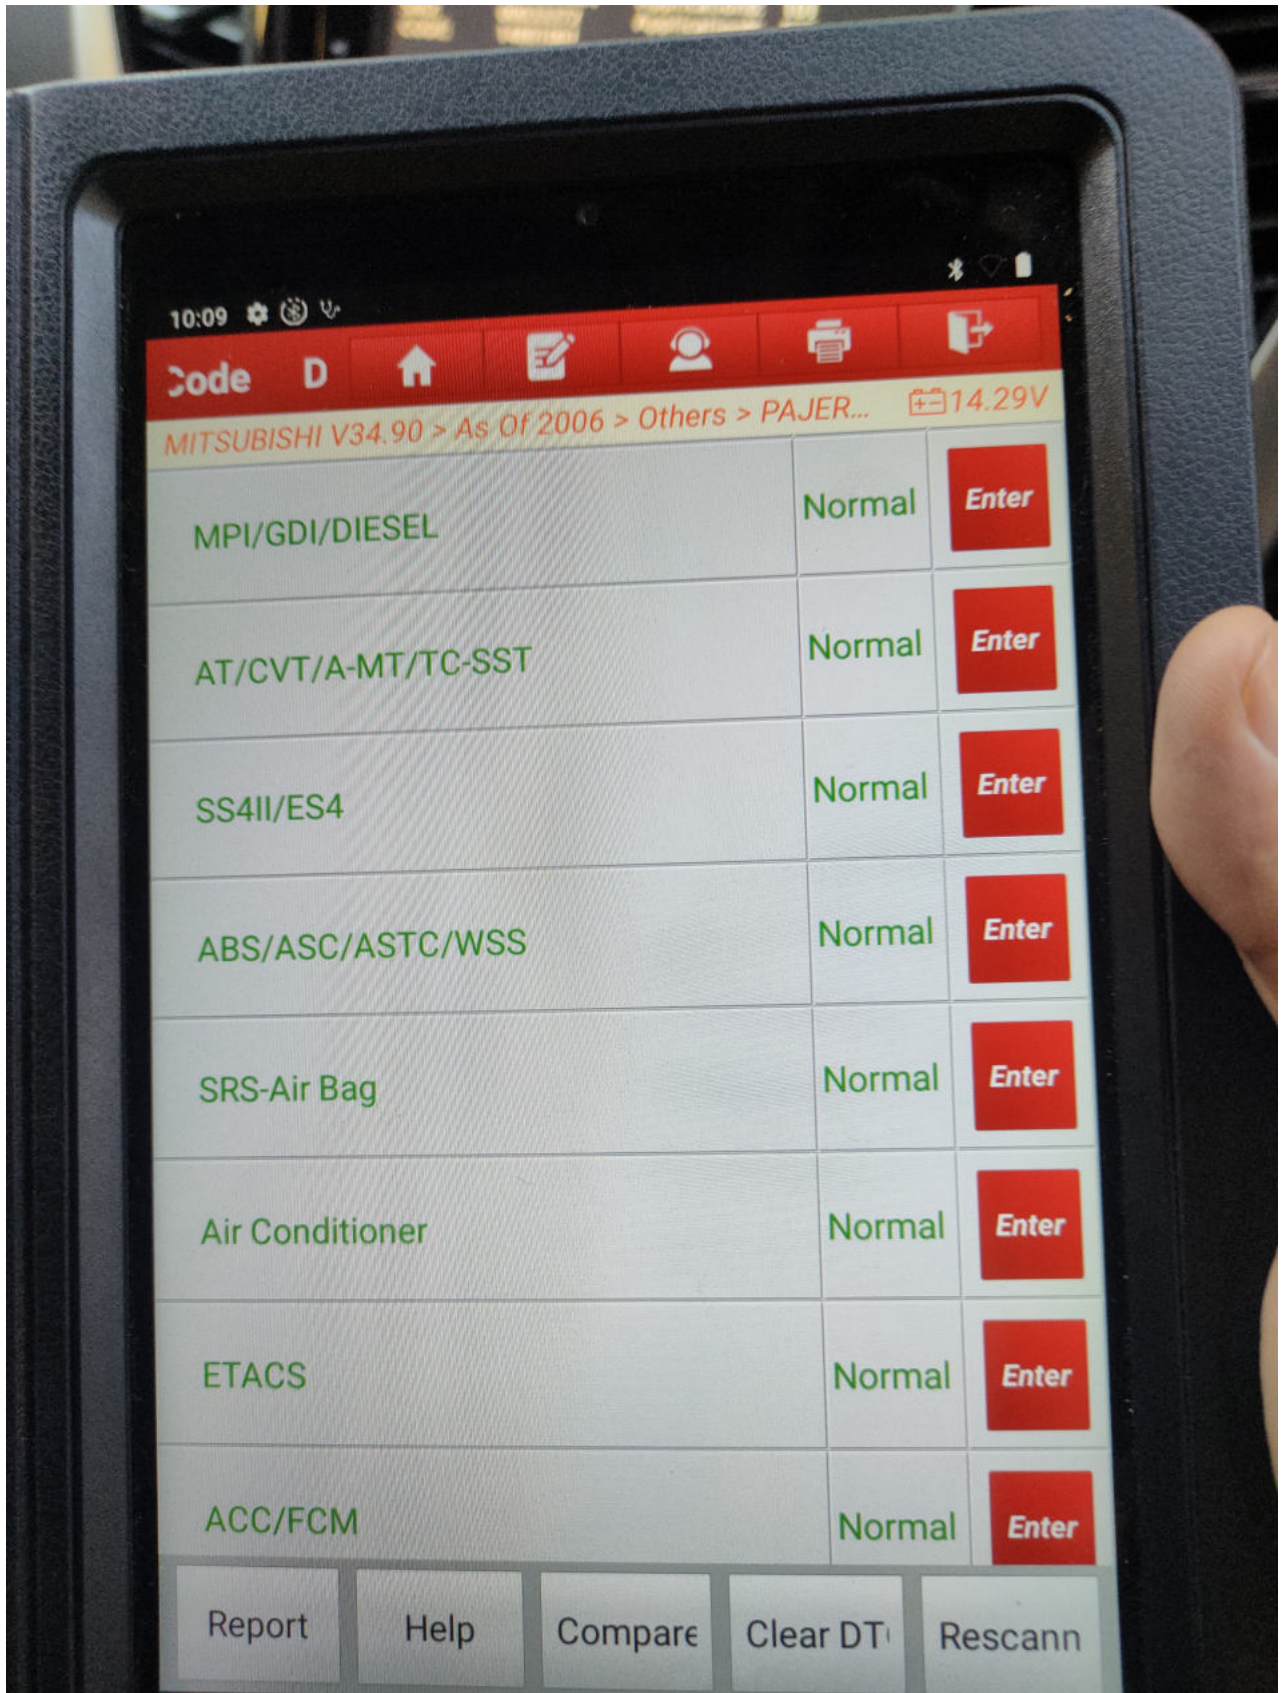 10:09
Code D
MITSUBISHI V34.90 > As Of 2006 > Others > PAJER... 14.29V
MPI/GDI/DIESEL Normal Enter
AT/CVT/A-MT/TC-SST Normal Enter
SS4II/ES4 Normal Enter
ABS/ASC/ASTC/WSS Normal Enter
SRS-Air Bag Normal Enter
Air Conditioner Normal Enter
ETACS Normal Enter
ACC/FCM Normal Enter
Report Help Compare Clear DT Rescann